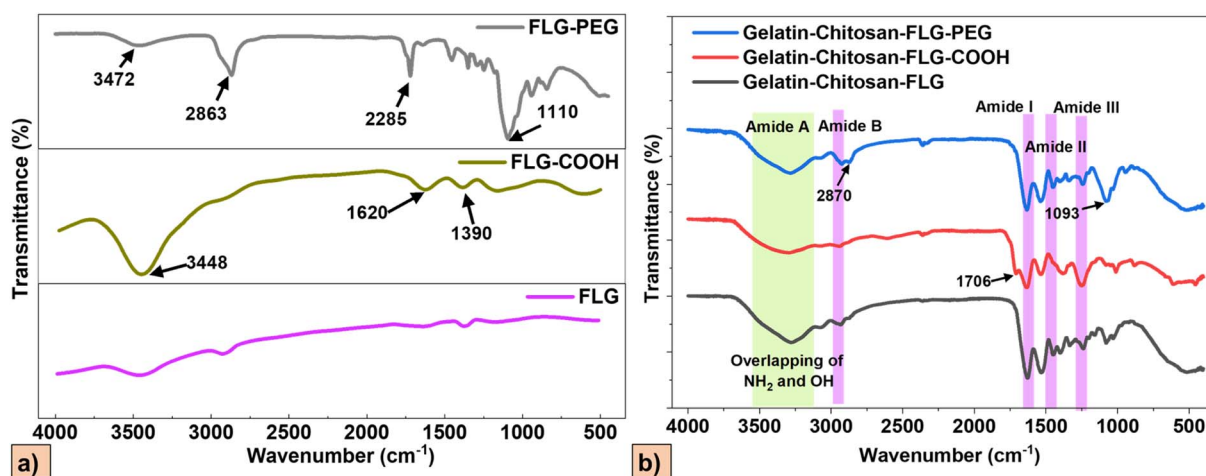 FLG-PEG
3472
2863
2285
1110
FLG-COOH
1620
1390
3448
FLG
Transmittance (%)
4000 3500 3000 2500 2000 1500 1000 500
Wavenumber (cm⁻¹)
a)
Gelatin-Chitosan-FLG-PEG
Gelatin-Chitosan-FLG-COOH
Gelatin-Chitosan-FLG
Amide I
Amide III
Amide A
Amide B
Amide II
2870
1093
1706
Overlapping of
NH₂ and OH
Transmittance (%)
4000 3500 3000 2500 2000 1500 1000 500
Wavenumber (cm⁻¹)
b)